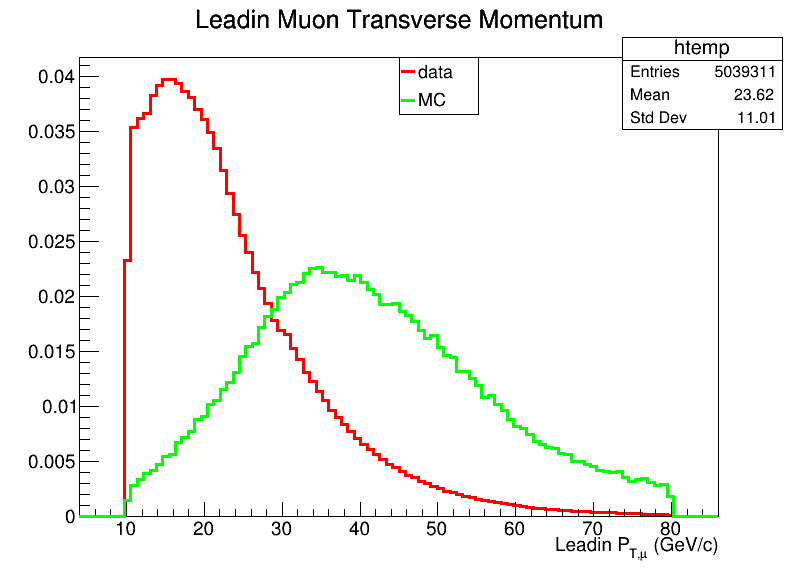 Leadin Muon Transverse Momentum
htemp
Entries 5039311
Mean 23.62
Std Dev 11.01
data
MC
0.04
0.035
0.03
0.025
0.02
0.015
0.01
0.005
0
10 20 30 40 50 60 70 80
Leadin P_{T,μ} (GeV/c)